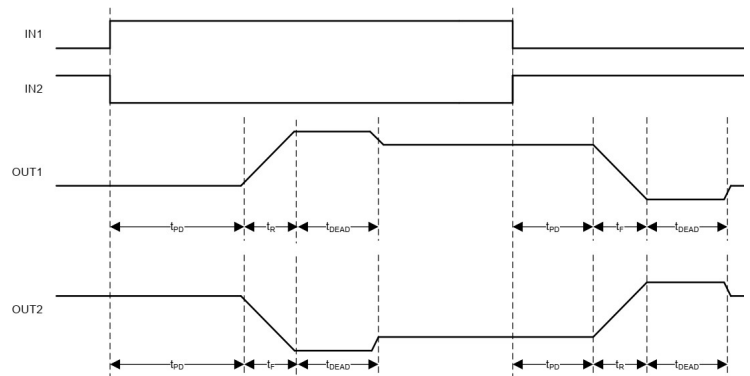 IN1
IN2
OUT1
tPD tR tDEAD tPD tF tDEAD
OUT2
tPD tF tDEAD tPD tR tDEAD